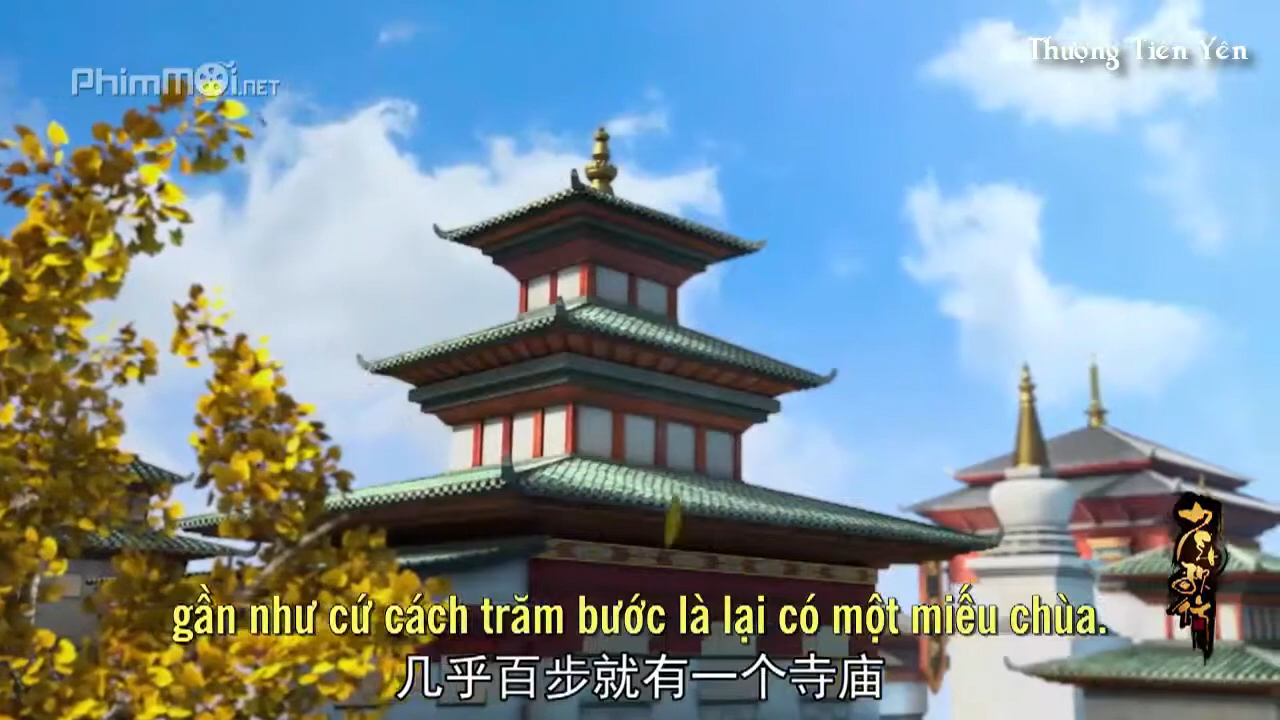 PhimMỡi.NET
Thượng Tiên Yên
gần như cứ cách trăm bước là lại có một miếu chùa.
几乎百步就有一个寺庙